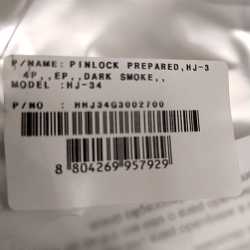 P/NAME: PINLOCK PREPARED,HJ-3
4P,,EP,,DARK SMOKE,,
MODEL :HJ-34
P/NO : HHJ34G3002700
8 804269 957929